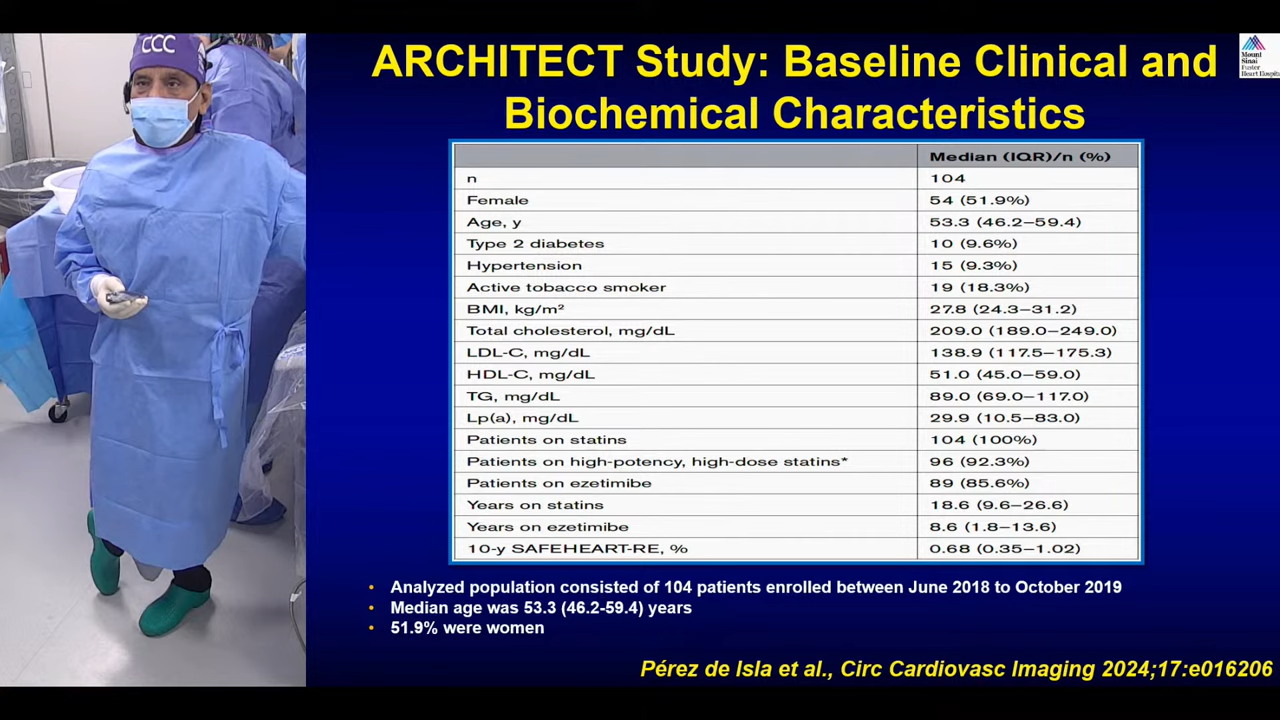 CCC
ARCHITECT Study: Baseline Clinical and
Biochemical Characteristics
Mount
Sinai
Fuster
Heart Hospital
Median (IQR)/n (%)
n 104
Female 54 (51.9%)
Age, y 53.3 (46.2–59.4)
Type 2 diabetes 10 (9.6%)
Hypertension 15 (9.3%)
Active tobacco smoker 19 (18.3%)
BMI, kg/m² 27.8 (24.3–31.2)
Total cholesterol, mg/dL 209.0 (189.0–249.0)
LDL-C, mg/dL 138.9 (117.5–175.3)
HDL-C, mg/dL 51.0 (45.0–59.0)
TG, mg/dL 89.0 (69.0–117.0)
Lp(a), mg/dL 29.9 (10.5–83.0)
Patients on statins 104 (100%)
Patients on high-potency, high-dose statins* 96 (92.3%)
Patients on ezetimibe 89 (85.6%)
Years on statins 18.6 (9.6–26.6)
Years on ezetimibe 8.6 (1.8–13.6)
10-y SAFEHEART-RE, % 0.68 (0.35–1.02)
• Analyzed population consisted of 104 patients enrolled between June 2018 to October 2019
• Median age was 53.3 (46.2-59.4) years
• 51.9% were women
Pérez de Isla et al., Circ Cardiovasc Imaging 2024;17:e016206